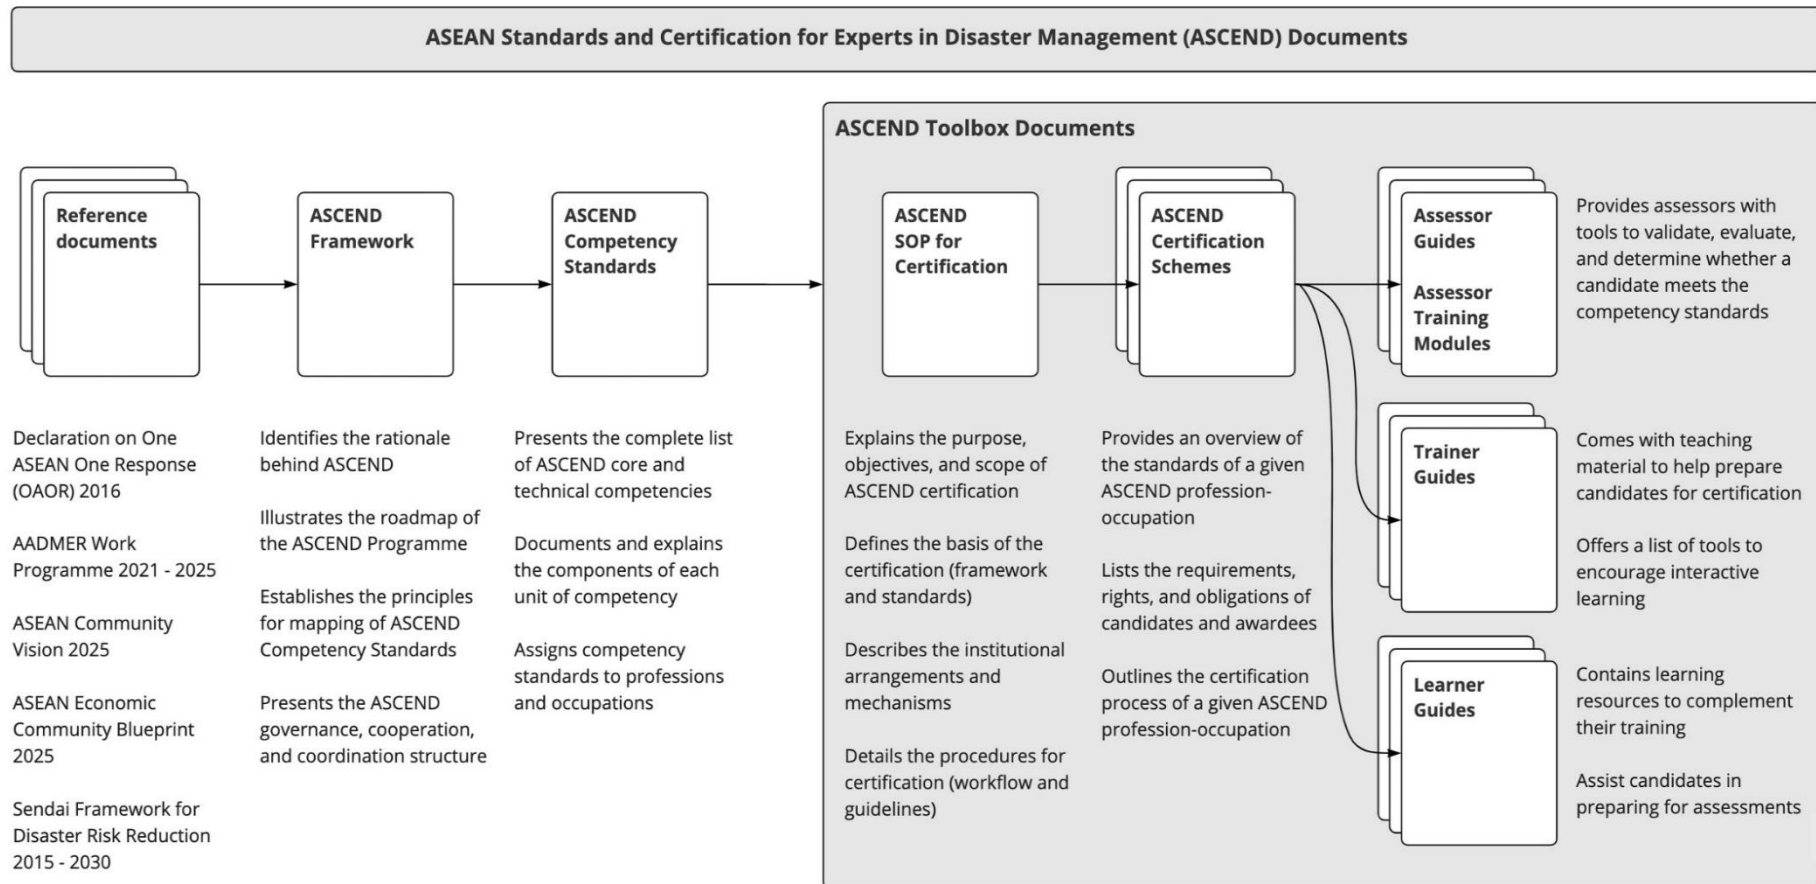 ASEAN Standards and Certification for Experts in Disaster Management (ASCEND) Documents
ASCEND Toolbox Documents
Reference
documents
ASCEND
Framework
ASCEND
Competency
Standards
ASCEND
SOP for
Certification
ASCEND
Certification
Schemes
Assessor
Guides
Assessor
Training
Modules
Provides assessors with
tools to validate, evaluate,
and determine whether a
candidate meets the
competency standards
Declaration on One
ASEAN One Response
(OAOR) 2016
AADMER Work
Programme 2021 - 2025
ASEAN Community
Vision 2025
ASEAN Economic
Community Blueprint
2025
Sendai Framework for
Disaster Risk Reduction
2015 - 2030
Identifies the rationale
behind ASCEND
Illustrates the roadmap of
the ASCEND Programme
Establishes the principles
for mapping of ASCEND
Competency Standards
Presents the ASCEND
governance, cooperation,
and coordination structure
Presents the complete list
of ASCEND core and
technical competencies
Documents and explains
the components of each
unit of competency
Assigns competency
standards to professions
and occupations
Explains the purpose,
objectives, and scope of
ASCEND certification
Defines the basis of the
certification (framework
and standards)
Describes the institutional
arrangements and
mechanisms
Details the procedures for
certification (workflow and
guidelines)
Provides an overview of
the standards of a given
ASCEND profession-
occupation
Lists the requirements,
rights, and obligations of
candidates and awardees
Outlines the certification
process of a given ASCEND
profession-occupation
Trainer
Guides
Comes with teaching
material to help prepare
candidates for certification
Offers a list of tools to
encourage interactive
learning
Learner
Guides
Contains learning
resources to complement
their training
Assist candidates in
preparing for assessments